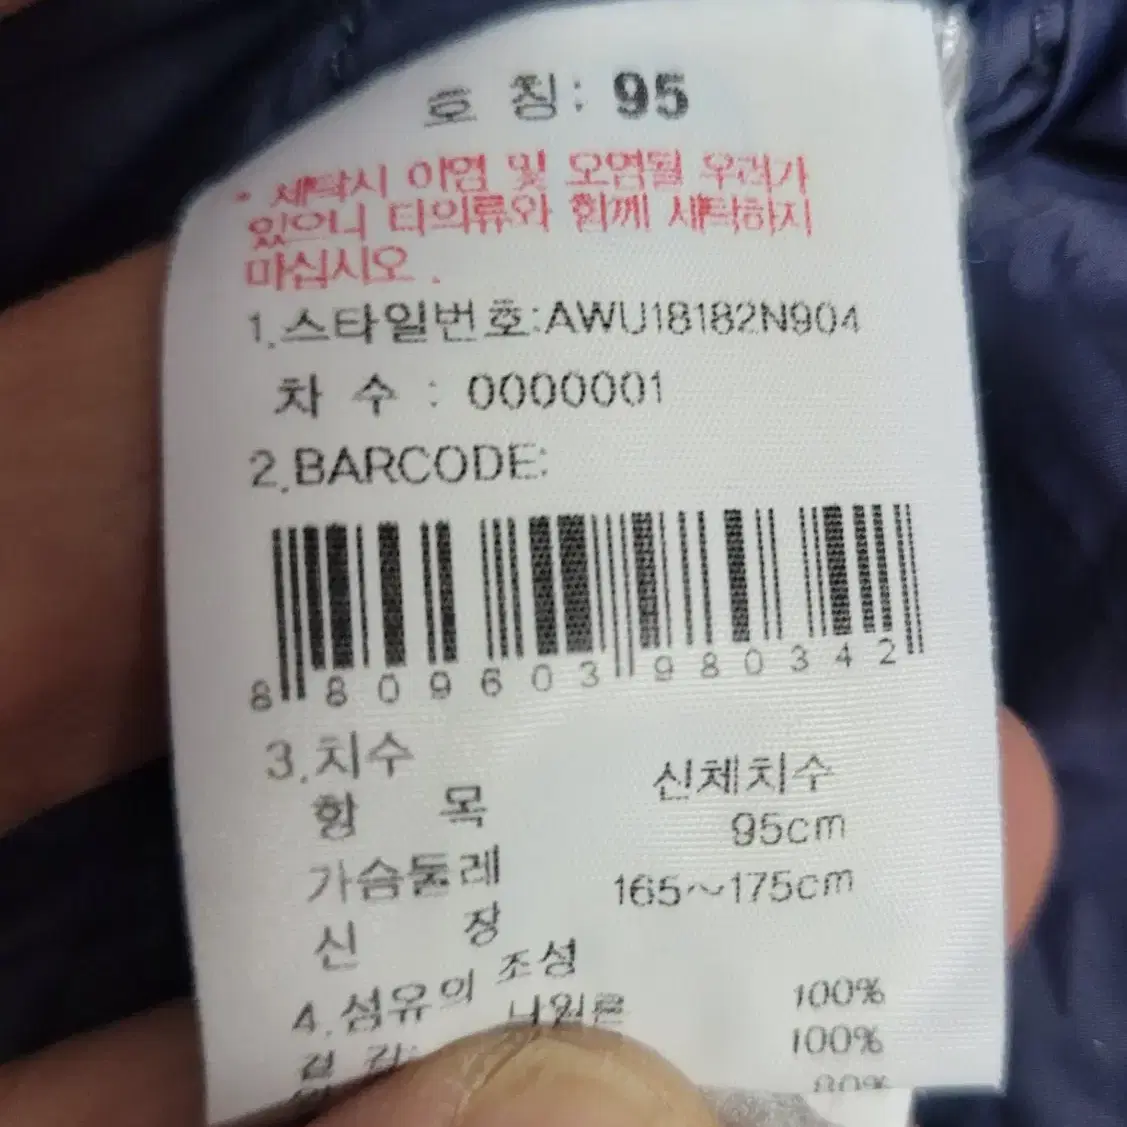 호 칭: 95
* 세탁시 이염 및 오염될 우려가
있으니 타의류와 함께 세탁하지
마십시오 .
1.스타일번호:AWU18182N904
차 수 : 0000001
2.BARCODE:
8 809603 980342
3.치수
항 목 신체치수
가슴둘레 95cm
신 장 165~175cm
4.섬유의 조성
겉 감: 나일론 100%
100%
80%